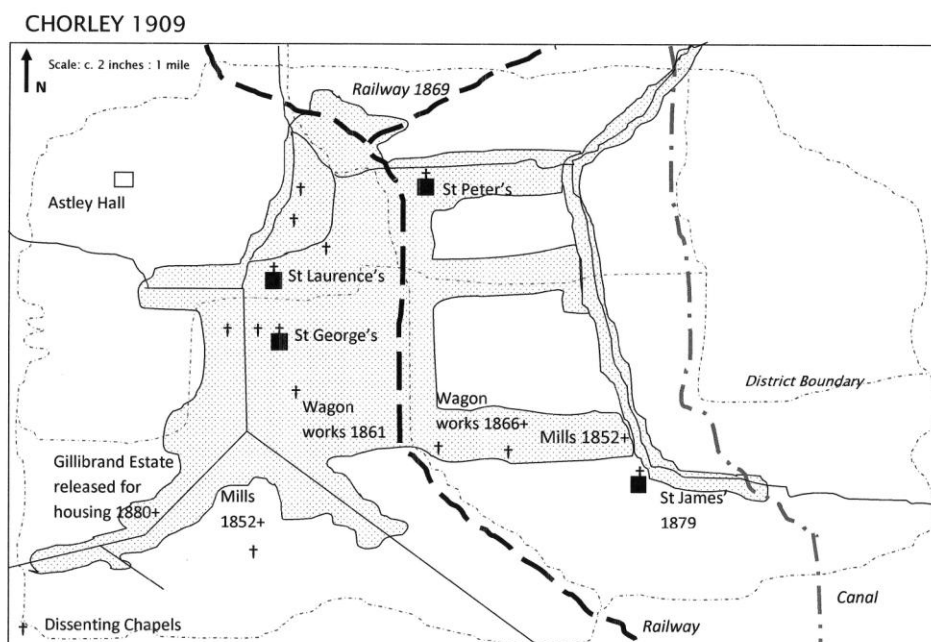 CHORLEY 1909
Scale: c. 2 inches : 1 mile
N
Railway 1869
Astley Hall
St Peter's
St Laurence's
St George's
District Boundary
Wagon
works 1861
Wagon
works 1866+
Mills 1852+
Gillibrand Estate
released for
housing 1880+
Mills
1852+
St James'
1879
Canal
Dissenting Chapels
Railway